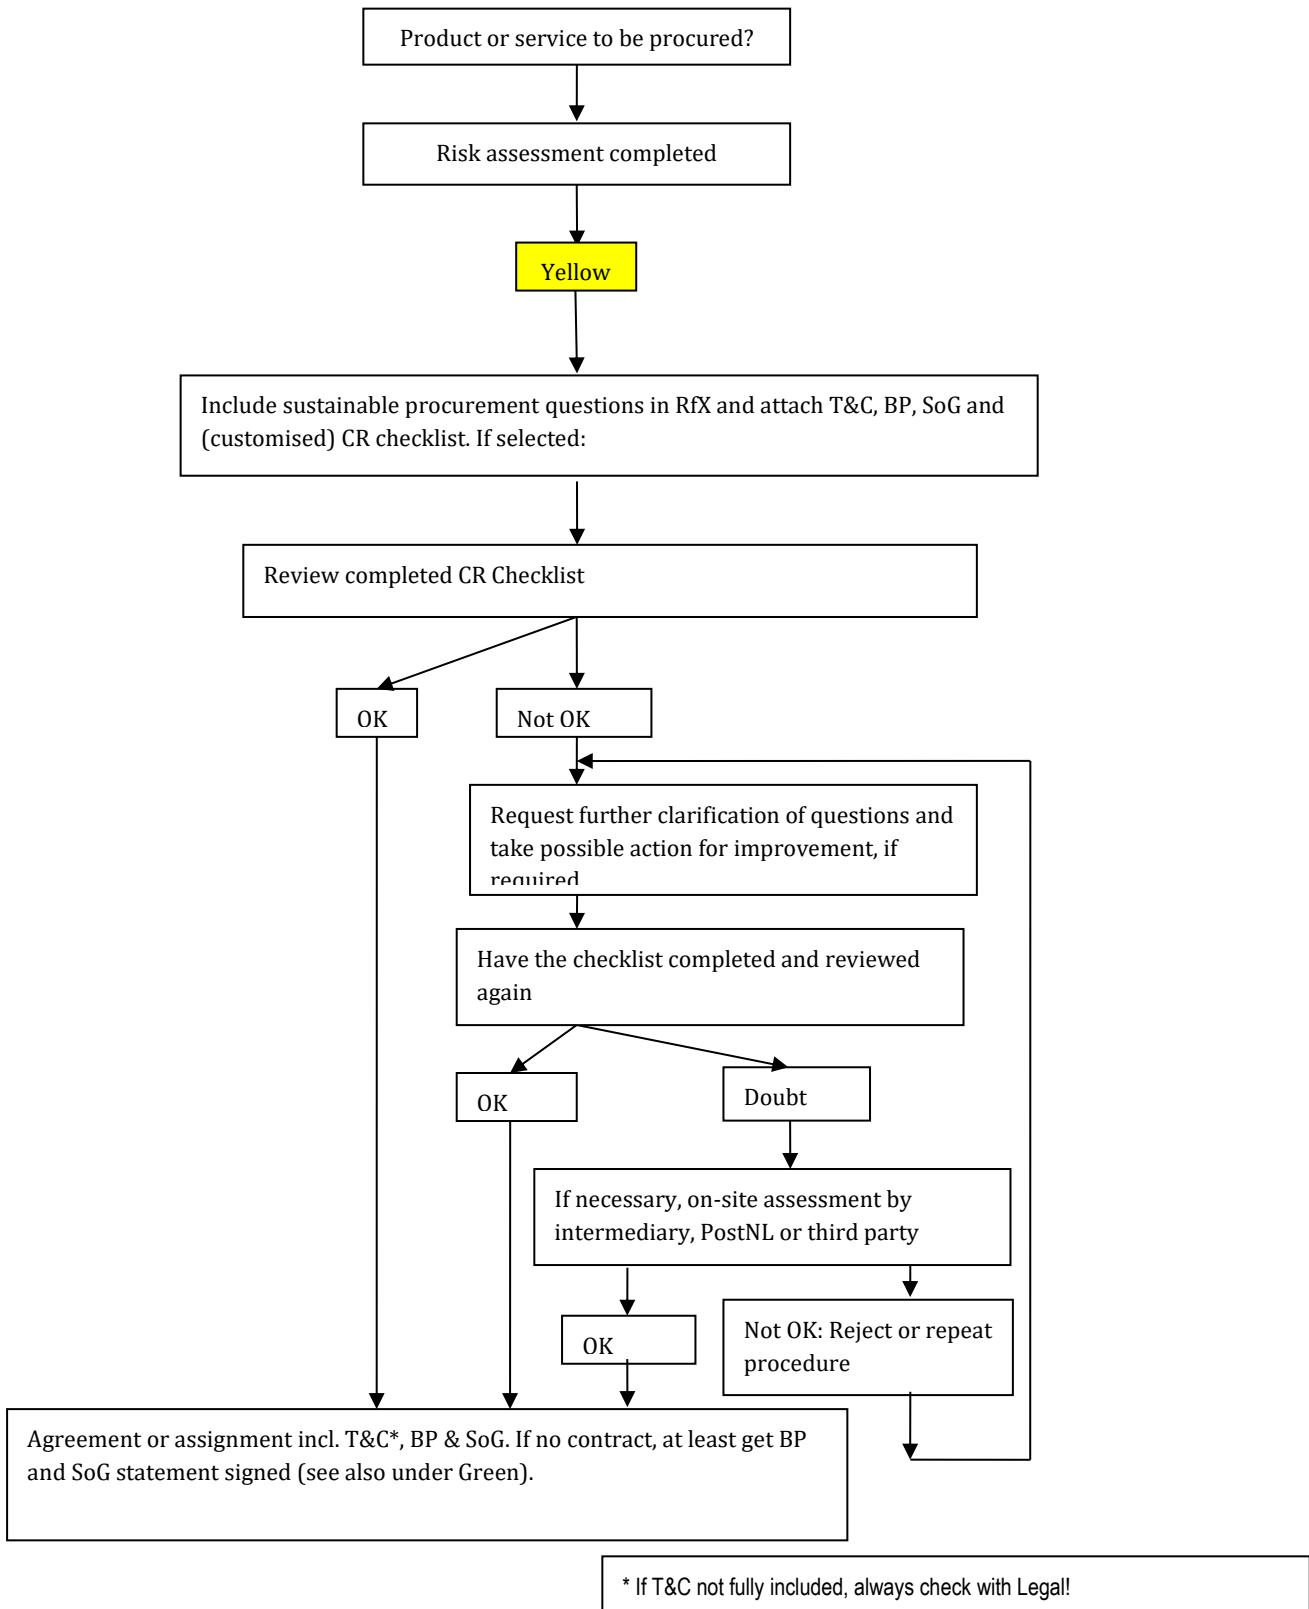 Product or service to be procured?
Risk assessment completed
Yellow
Include sustainable procurement questions in RfX and attach T&C, BP, SoG and
(customised) CR checklist. If selected:
Review completed CR Checklist
OK
Not OK
Request further clarification of questions and
take possible action for improvement, if
required
Have the checklist completed and reviewed
again
OK
Doubt
If necessary, on-site assessment by
intermediary, PostNL or third party
OK
Not OK: Reject or repeat
procedure
Agreement or assignment incl. T&C*, BP & SoG. If no contract, at least get BP
and SoG statement signed (see also under Green).
* If T&C not fully included, always check with Legal!